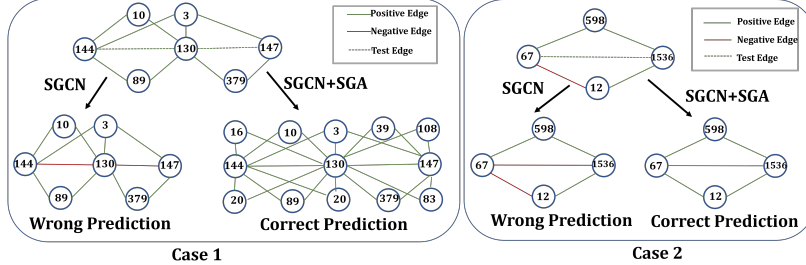 10 3
Positive Edge
Negative Edge
Test Edge
144 130 147
89 379
SGCN
SGCN+SGA
10 3
144 130 147
89 379
Wrong Prediction
16 10 3 39 108
144 130 147
20 89 20 379 83
Correct Prediction
Case 1
598
Positive Edge
Negative Edge
Test Edge
67 1536
12
SGCN
SGCN+SGA
598
67 1536
12
Wrong Prediction
598
67 1536
12
Correct Prediction
Case 2